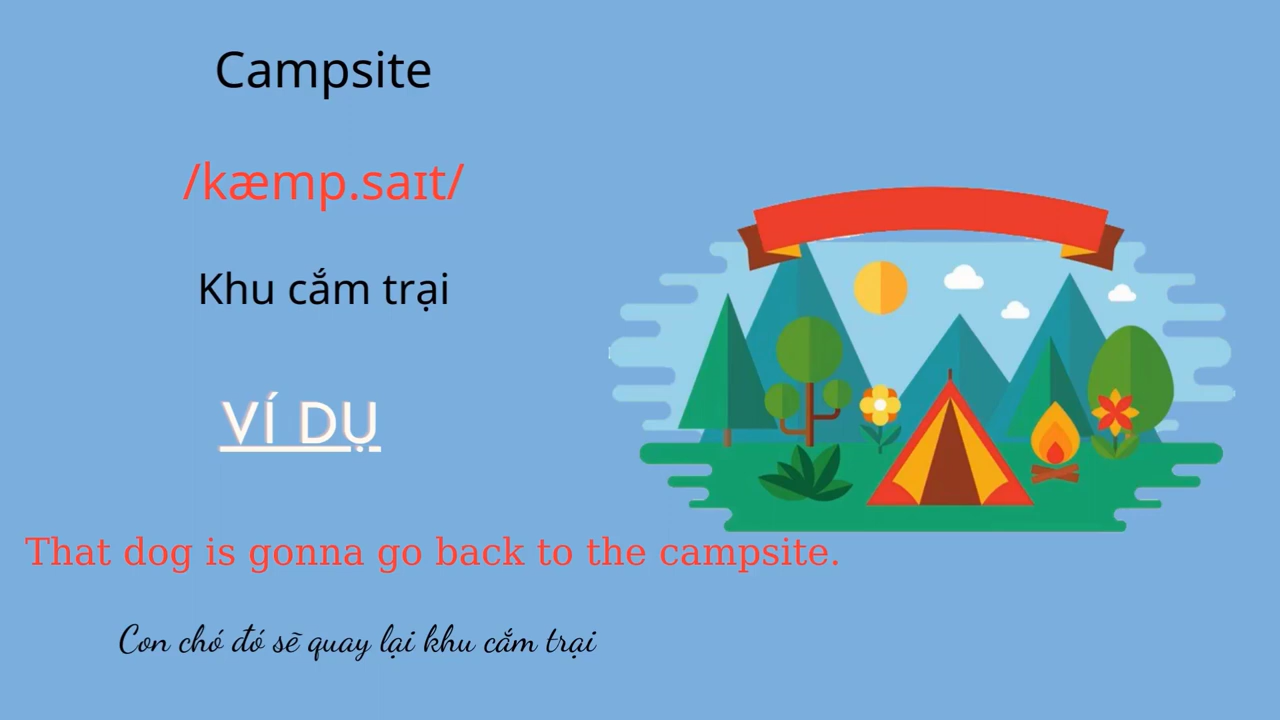 Campsite
/kæmp.saɪt/
Khu cắm trại
VÍ DỤ
That dog is gonna go back to the campsite.
Con chó đó sẽ quay lại khu cắm trại